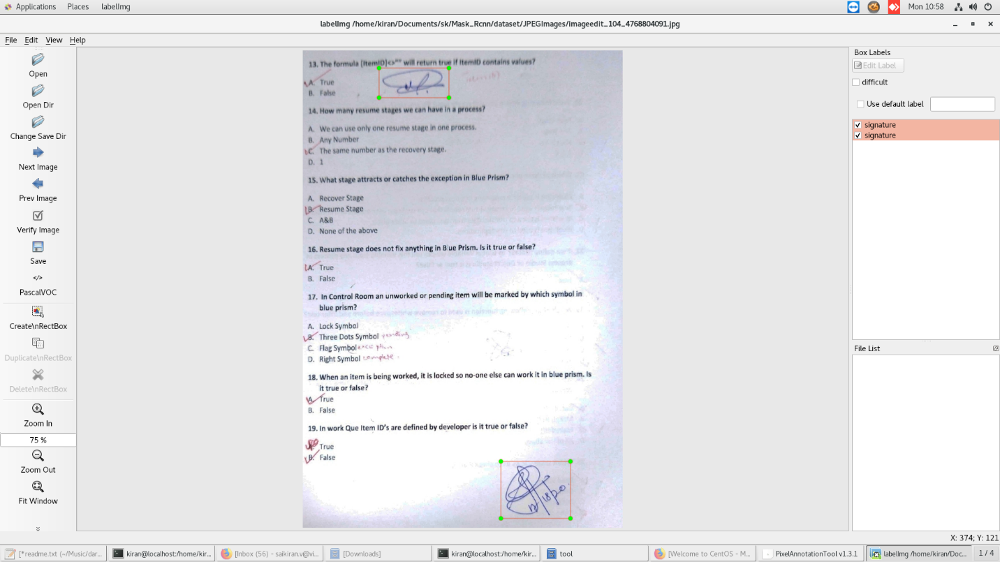 Applications Places labelImg Mon 10:58
labelImg /home/kiran/Documents/sk/Mask_Rcnn/dataset/JPEGImages/imageedit_104_4768804091.jpg
File Edit View Help
Open
Open Dir
Change Save Dir
Next Image
Prev Image
Verify Image
Save
</>
PascalVOC
Create\nRectBox
Duplicate\nRectBox
Delete\nRectBox
Zoom In
75 %
Zoom Out
Fit Window
13. The formula [ItemID]<>"" will return true if ItemID contains values?
A. True
B. False
14. How many resume stages we can have in a process?
A. We can use only one resume stage in one process.
B. Any Number
C. The same number as the recovery stage.
D. 1
15. What stage attracts or catches the exception in Blue Prism?
A. Recover Stage
B. Resume Stage
C. A&B
D. None of the above
16. Resume stage does not fix anything in Blue Prism. Is it true or false?
A. True
B. False
17. In Control Room an unworked or pending item will be marked by which symbol in
blue prism?
A. Lock Symbol
B. Three Dots Symbol pending
C. Flag Symbol
D. Right Symbol complete
18. When an item is being worked, it is locked so no-one else can work it in blue prism. Is
it true or false?
A. True
B. False
19. In work Que Item ID's are defined by developer is it true or false?
True
B. False
Box Labels
Edit Label
difficult
Use default label
signature
signature
File List
X: 374; Y: 121
[*readme.txt (~/Music/dar... kiran@localhost:/home/kir... [Inbox (56) - saikiran.v@vi... [Downloads] kiran@localhost:/home/kir... tool [Welcome to CentOS - M... PixelAnnotationTool v1.3.1 labelImg /home/kiran/Doc... 1 / 4